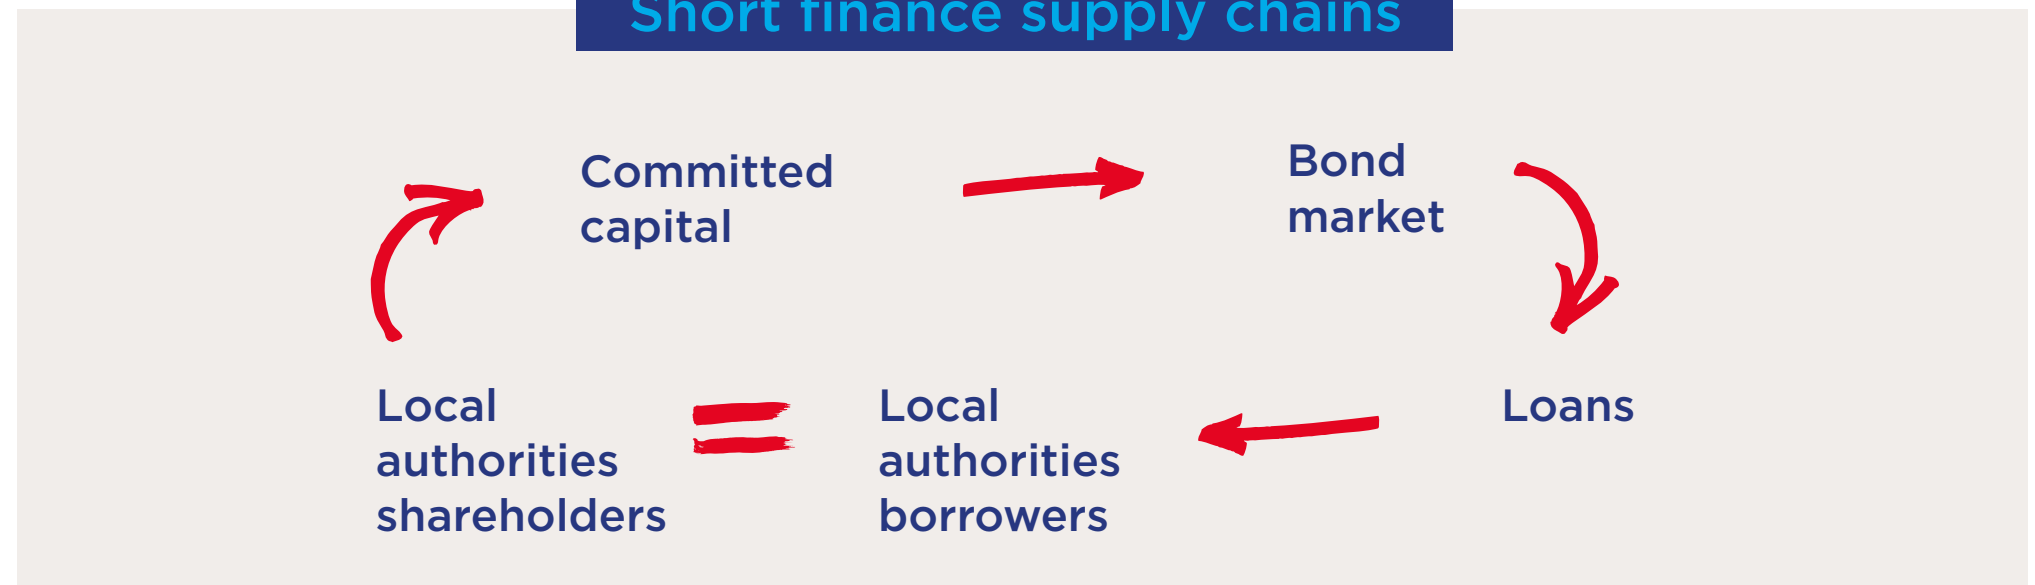 Short finance supply chains
Committed
capital
Bond
market
Local
authorities
shareholders
Local
authorities
borrowers
Loans